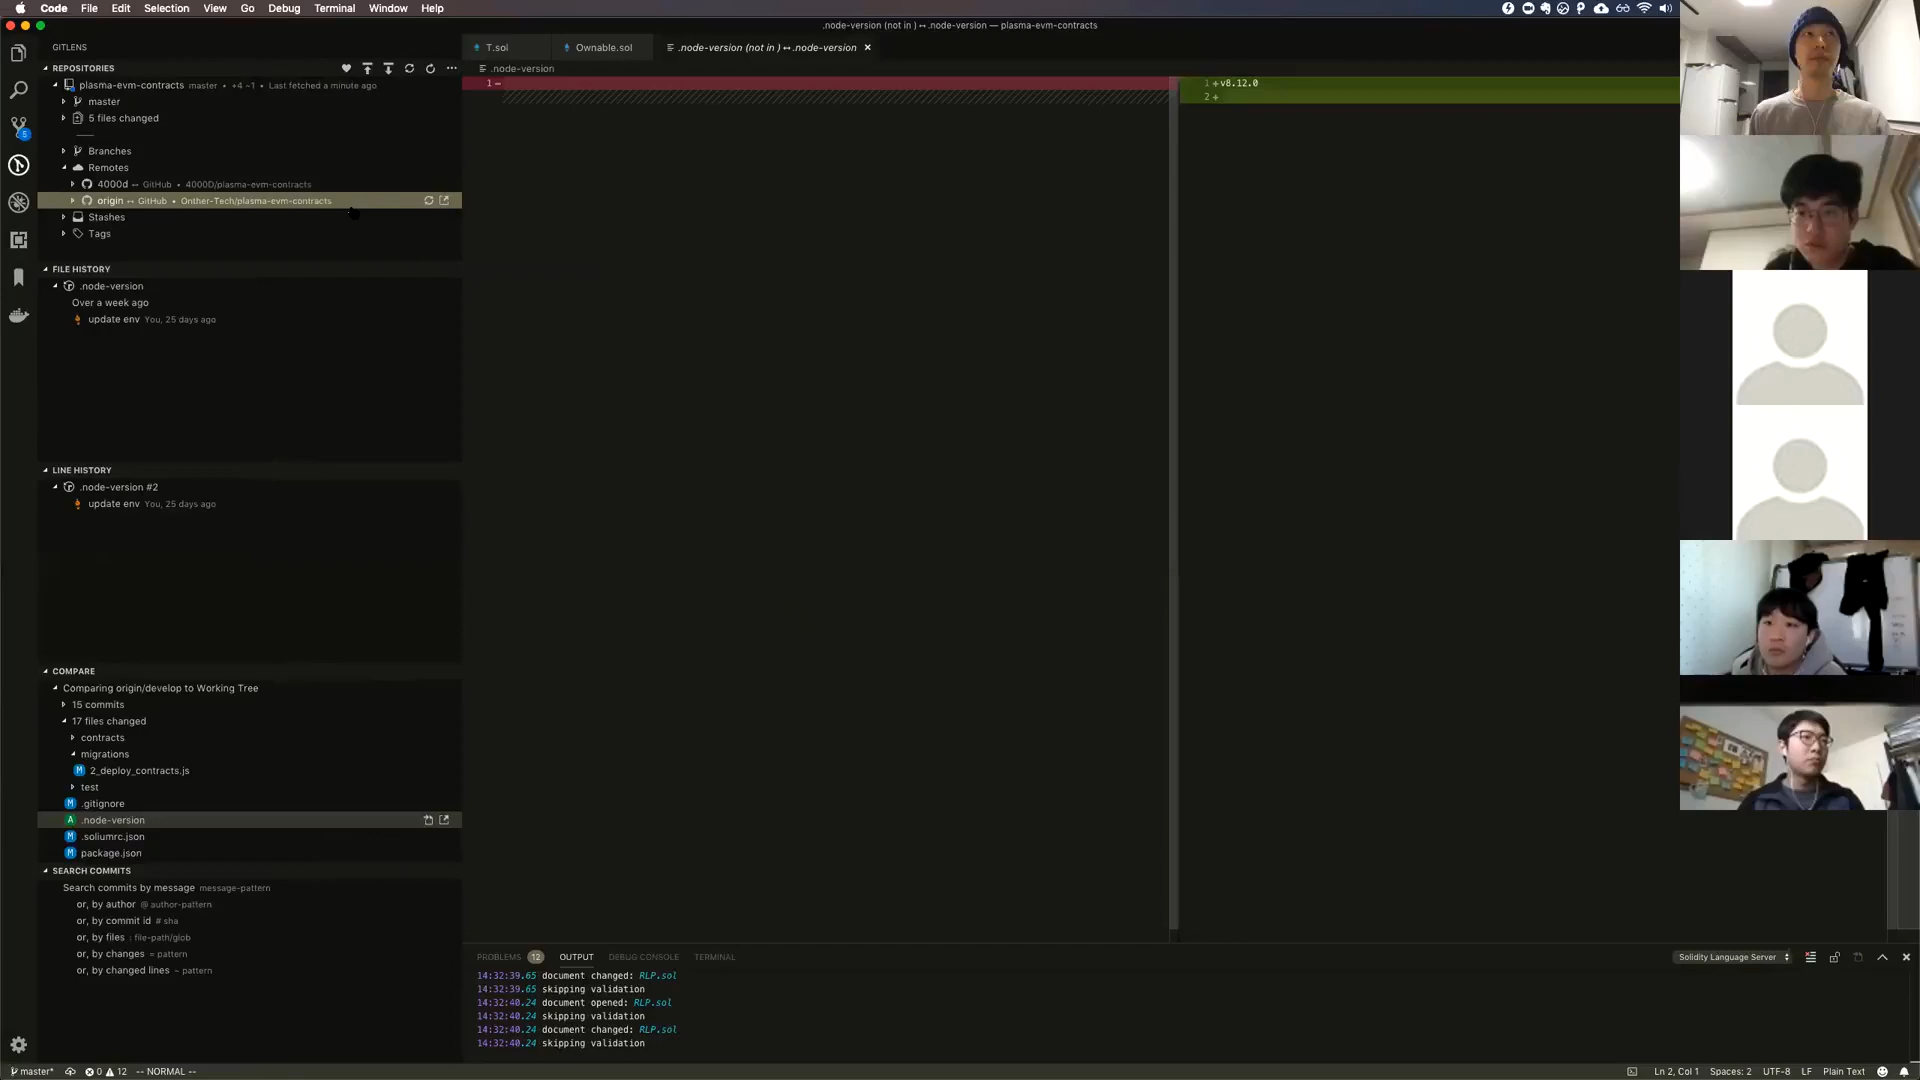 Code File Edit Selection View Go Debug Terminal Window Help
.node-version (not in ) ↔ .node-version — plasma-evm-contracts
GITLENS
T.sol
Ownable.sol
.node-version (not in ) ↔ .node-version
REPOSITORIES
.node-version
plasma-evm-contracts master • +4 ~1 • Last fetched a minute ago
master
5 files changed
5
Branches
Remotes
4000d ↔ GitHub • 4000D/plasma-evm-contracts
origin ↔ GitHub • Onther-Tech/plasma-evm-contracts
Stashes
Tags
1 −
1 + v8.12.0
2 +
FILE HISTORY
.node-version
Over a week ago
update env You, 25 days ago
LINE HISTORY
.node-version #2
update env You, 25 days ago
COMPARE
Comparing origin/develop to Working Tree
15 commits
17 files changed
contracts
migrations
M 2_deploy_contracts.js
test
M .gitignore
A .node-version
M .soliumrc.json
M package.json
SEARCH COMMITS
Search commits by message message-pattern
or, by author @ author-pattern
or, by commit id # sha
or, by files : file-path/glob
or, by changes = pattern
or, by changed lines ~ pattern
PROBLEMS 12 OUTPUT DEBUG CONSOLE TERMINAL
Solidity Language Server
14:32:39.65 document changed: RLP.sol
14:32:39.65 skipping validation
14:32:40.24 document opened: RLP.sol
14:32:40.24 skipping validation
14:32:40.24 document changed: RLP.sol
14:32:40.24 skipping validation
master* 0 12 -- NORMAL --
Ln 2, Col 1 Spaces: 2 UTF-8 LF Plain Text